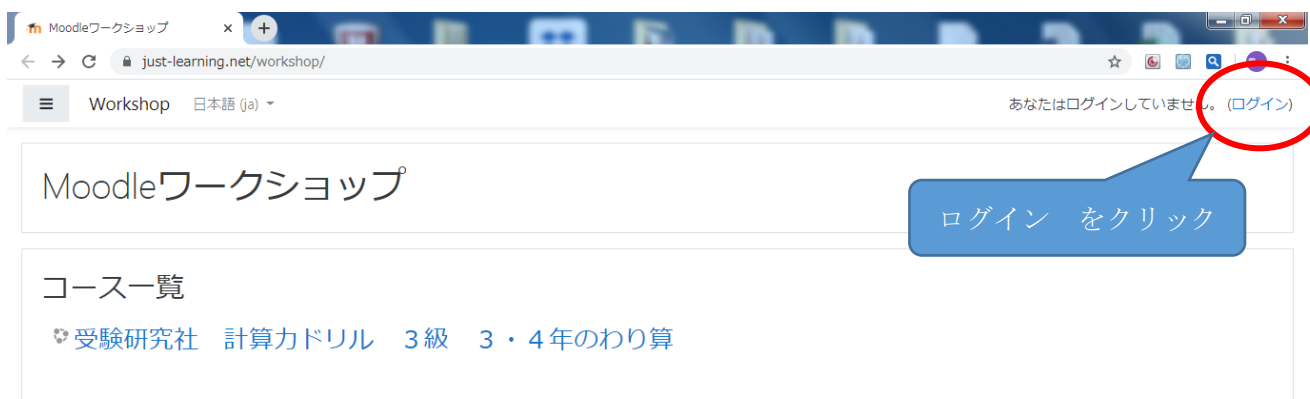 Moodleワークショップ
just-learning.net/workshop/
Workshop 日本語 (ja)
あなたはログインしていません。 (ログイン)
Moodleワークショップ
ログイン　をクリック
コース一覧
受験研究社　計算力ドリル　３級　３・４年のわり算